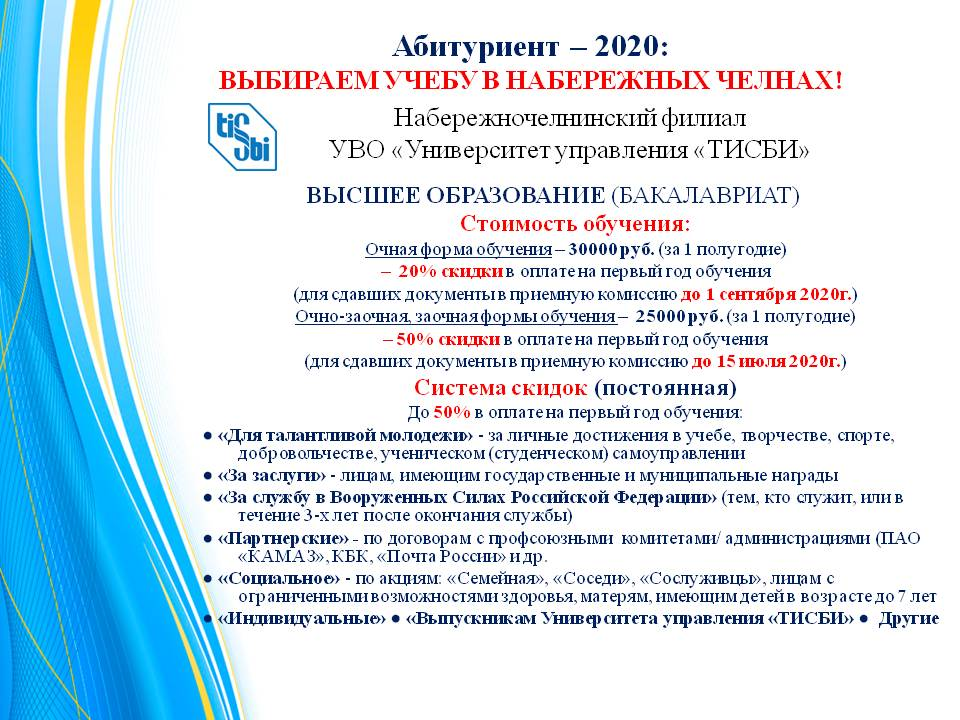 Абитуриент – 2020:
ВЫБИРАЕМ УЧЕБУ В НАБЕРЕЖНЫХ ЧЕЛНАХ!
tisbi
Набережночелнинский филиал
УВО «Университет управления «ТИСБИ»
ВЫСШЕЕ ОБРАЗОВАНИЕ (БАКАЛАВРИАТ)
Стоимость обучения:
Очная форма обучения – 30000 руб. (за 1 полугодие)
– 20% скидки в оплате на первый год обучения
(для сдавших документы в приемную комиссию до 1 сентября 2020г.)
Очно-заочная, заочная формы обучения – 25000 руб. (за 1 полугодие)
– 50% скидки в оплате на первый год обучения
(для сдавших документы в приемную комиссию до 15 июля 2020г.)
Система скидок (постоянная)
До 50% в оплате на первый год обучения:
● «Для талантливой молодежи» - за личные достижения в учебе, творчестве, спорте,
добровольчестве, ученическом (студенческом) самоуправлении
● «За заслуги» - лицам, имеющим государственные и муниципальные награды
● «За службу в Вооруженных Силах Российской Федерации» (тем, кто служит, или в
течение 3-х лет после окончания службы)
● «Партнерские» - по договорам с профсоюзными комитетами/ администрациями (ПАО
«КАМАЗ», КБК, «Почта России» и др.
● «Социальное» - по акциям: «Семейная», «Соседи», «Сослуживцы», лицам с
ограниченными возможностями здоровья, матерям, имеющим детей в возрасте до 7 лет
● «Индивидуальные» ● «Выпускникам Университета управления «ТИСБИ» ● Другие